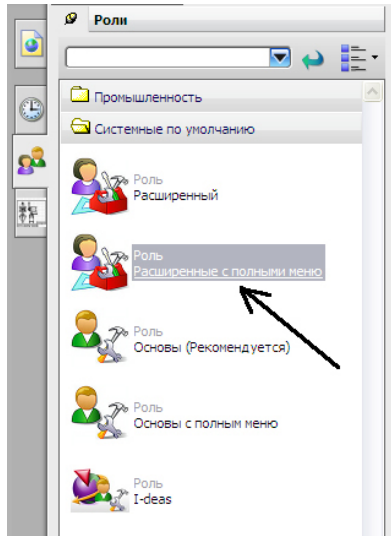 Роли
Промышленность
Системные по умолчанию
Роль
Расширенный
Роль
Расширенные с полными меню
Роль
Основы (Рекомендуется)
Роль
Основы с полным меню
Роль
I-deas